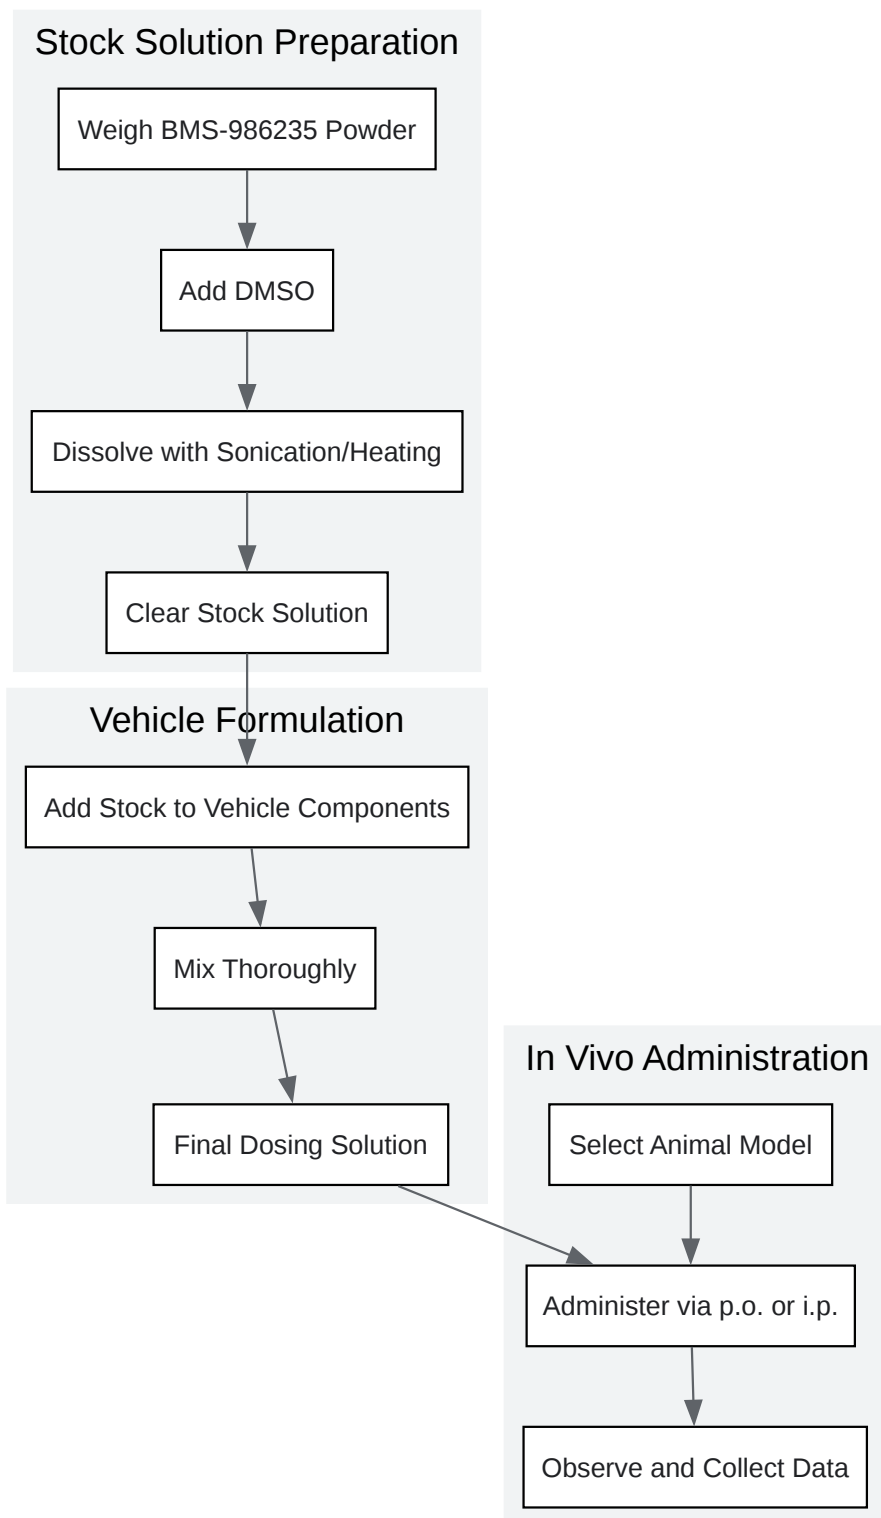 Stock Solution Preparation
Weigh BMS-986235 Powder
Add DMSO
Dissolve with Sonication/Heating
Clear Stock Solution
Vehicle Formulation
Add Stock to Vehicle Components
Mix Thoroughly
Final Dosing Solution
In Vivo Administration
Select Animal Model
Administer via p.o. or i.p.
Observe and Collect Data